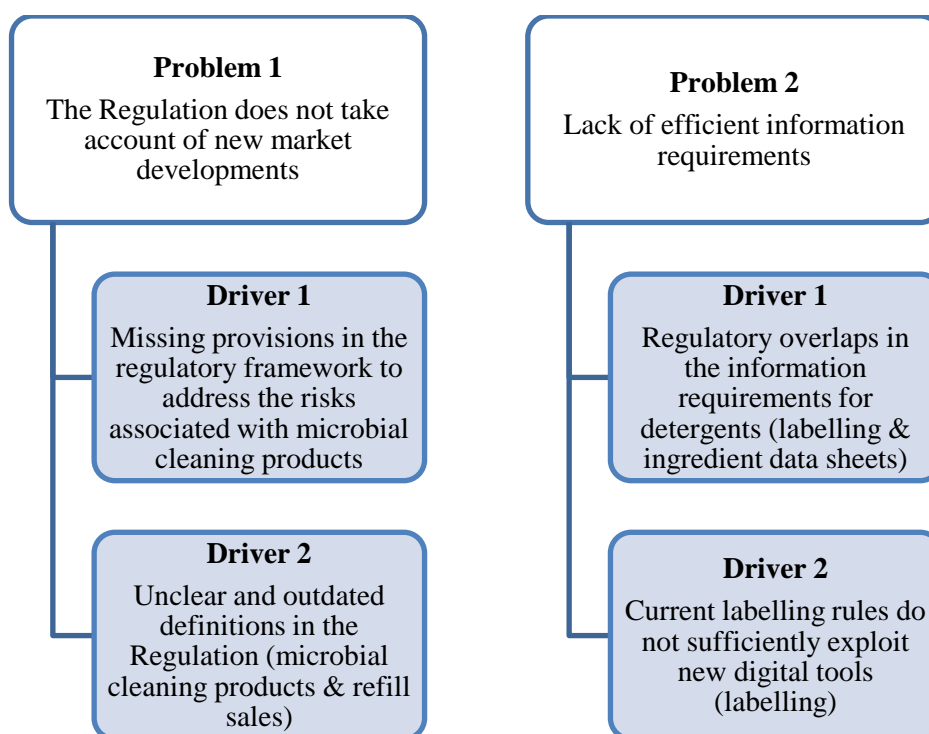 Problem 1
The Regulation does not take
account of new market
developments
Driver 1
Missing provisions in the
regulatory framework to
address the risks
associated with microbial
cleaning products
Driver 2
Unclear and outdated
definitions in the
Regulation (microbial
cleaning products & refill
sales)
Problem 2
Lack of efficient information
requirements
Driver 1
Regulatory overlaps in
the information
requirements for
detergents (labelling &
ingredient data sheets)
Driver 2
Current labelling rules do
not sufficiently exploit
new digital tools
(labelling)